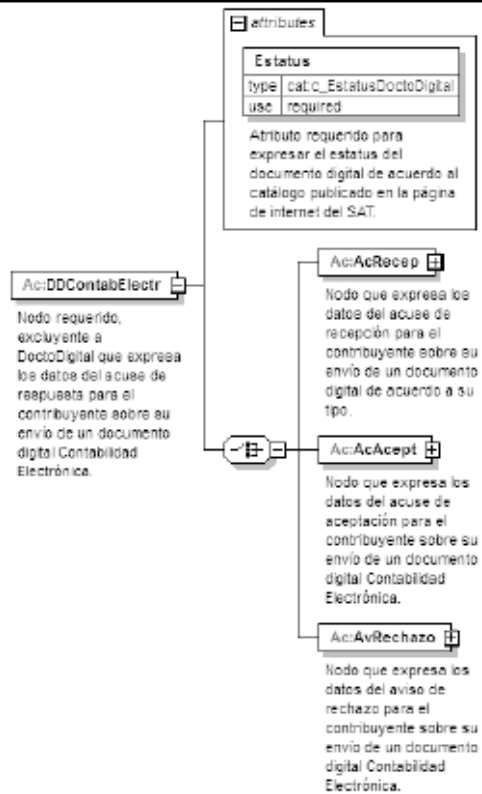 attributes
Estatus
type cat:c_EstatusDoctoDigital
use required
Atributo requerido para
expresar el estatus del
documento digital de acuerdo al
catálogo publicado en la página
de internet del SAT.
Ac:DDContabElectr
Nodo requerido,
excluyente a
DoctoDigital que expresa
los datos del acuse de
respuesta para el
contribuyente sobre su
envío de un documento
digital Contabilidad
Electrónica.
Ac:AcRecep
Nodo que expresa los
datos del acuse de
recepción para el
contribuyente sobre su
envío de un documento
digital de acuerdo a su
tipo.
Ac:AcAcept
Nodo que expresa los
datos del acuse de
aceptación para el
contribuyente sobre su
envío de un documento
digital Contabilidad
Electrónica.
Ac:AvRechazo
Nodo que expresa los
datos del aviso de
rechazo para el
contribuyente sobre su
envío de un documento
digital Contabilidad
Electrónica.